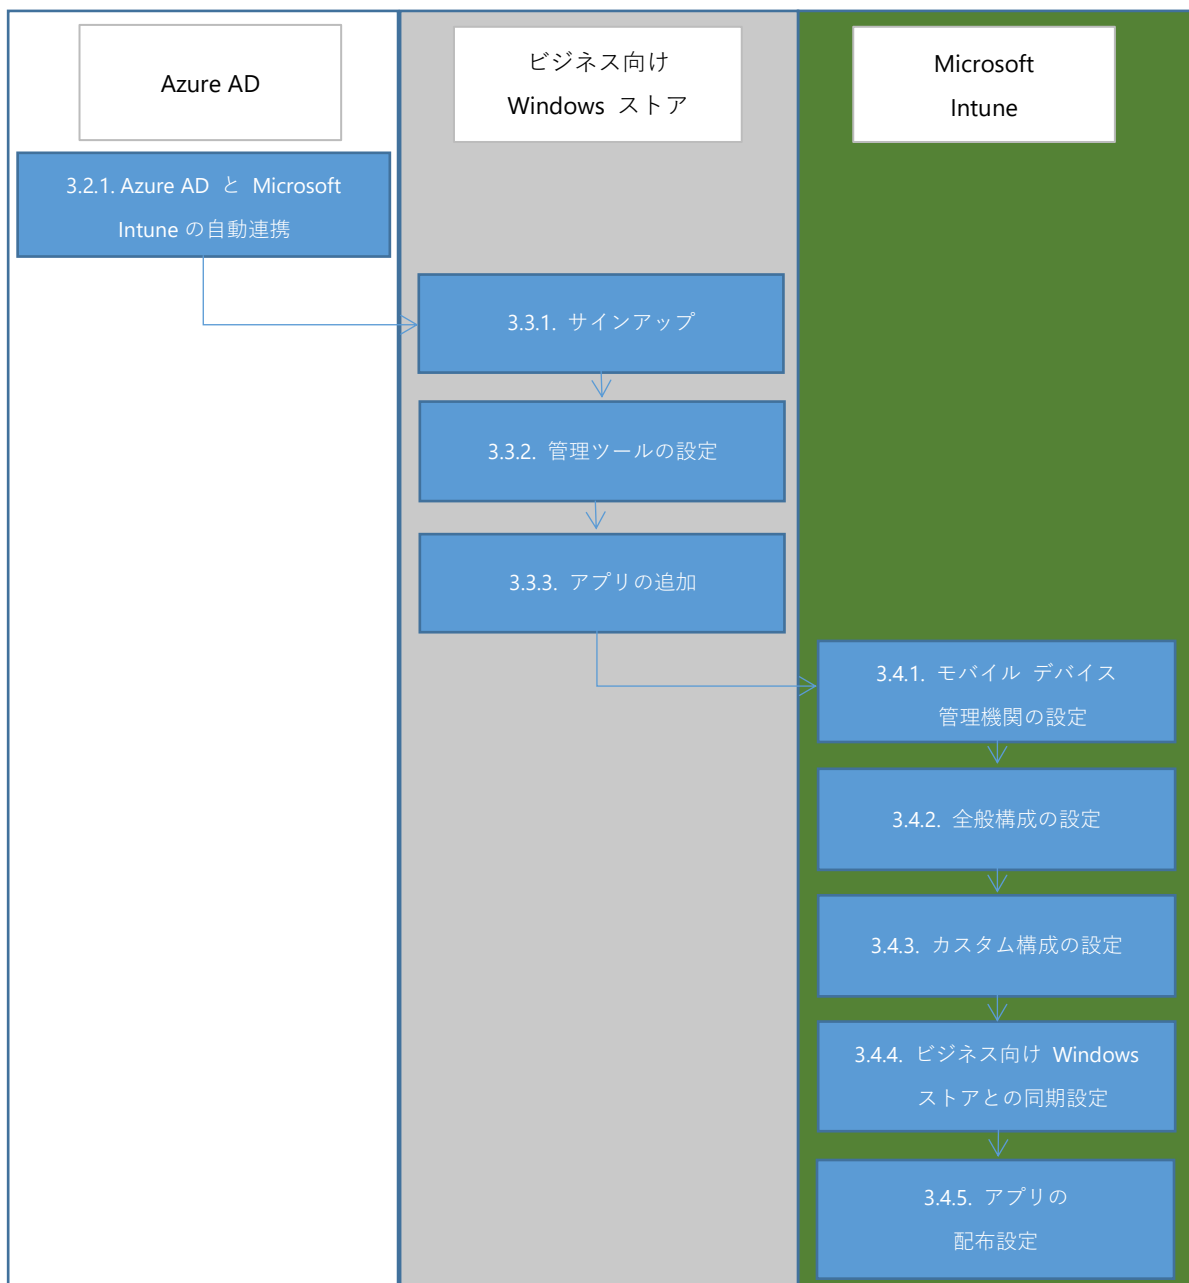 Azure AD
ビジネス向け
Windows ストア
Microsoft
Intune
3.2.1. Azure AD と Microsoft
Intune の自動連携
3.3.1. サインアップ
3.3.2. 管理ツールの設定
3.3.3. アプリの追加
3.4.1. モバイル デバイス
管理機関の設定
3.4.2. 全般構成の設定
3.4.3. カスタム構成の設定
3.4.4. ビジネス向け Windows
ストアとの同期設定
3.4.5. アプリの
配布設定